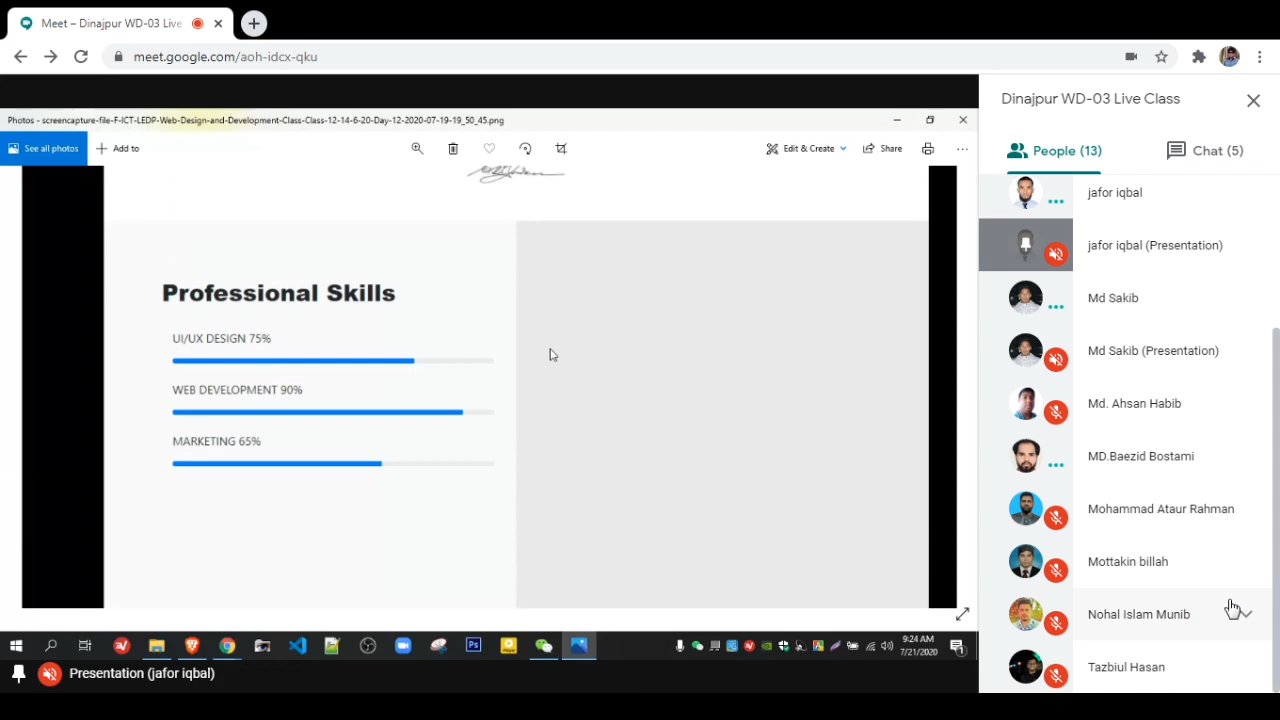 Meet – Dinajpur WD-03 Live
meet.google.com/aoh-idcx-qku
Photos - screencapture-file-F-ICT-LEDP-Web-Design-and-Development-Class-Class-12-14-6-20-Day-12-2020-07-19-19_50_45.png
See all photos
Add to
Edit & Create
Share
Professional Skills
UI/UX DESIGN 75%
WEB DEVELOPMENT 90%
MARKETING 65%
9:24 AM
7/21/2020
Presentation (jafor iqbal)
Dinajpur WD-03 Live Class
People (13)
Chat (5)
jafor iqbal
jafor iqbal (Presentation)
Md Sakib
Md Sakib (Presentation)
Md. Ahsan Habib
MD.Baezid Bostami
Mohammad Ataur Rahman
Mottakin billah
Nohal Islam Munib
Tazbiul Hasan